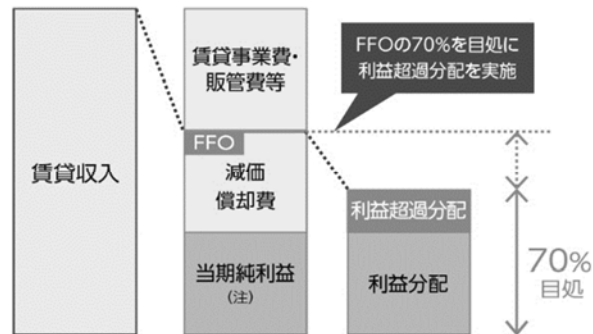 賃貸収入
賃貸事業費・
販管費等
FFO
減価
償却費
当期純利益
(注)
FFOの70%を目処に
利益超過分配を実施
利益超過分配
利益分配
70%
目処